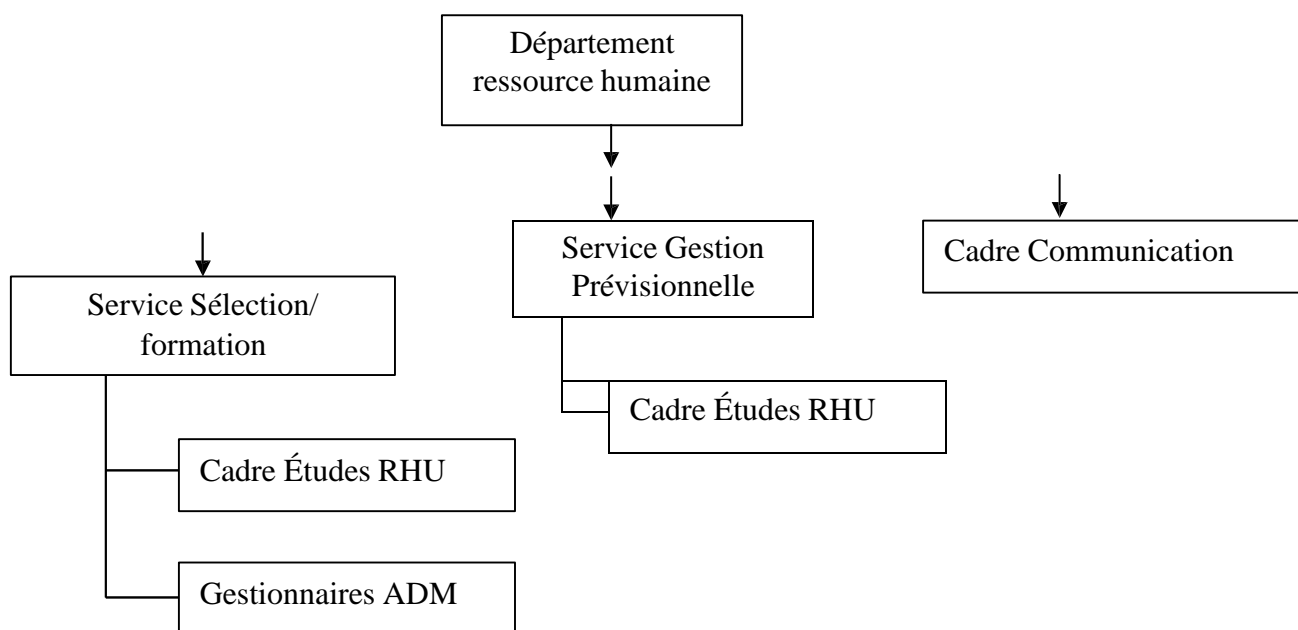 Département
ressource humaine
Service Gestion
Prévisionnelle
Cadre Communication
Service Sélection/
formation
Cadre Études RHU
Cadre Études RHU
Gestionnaires ADM